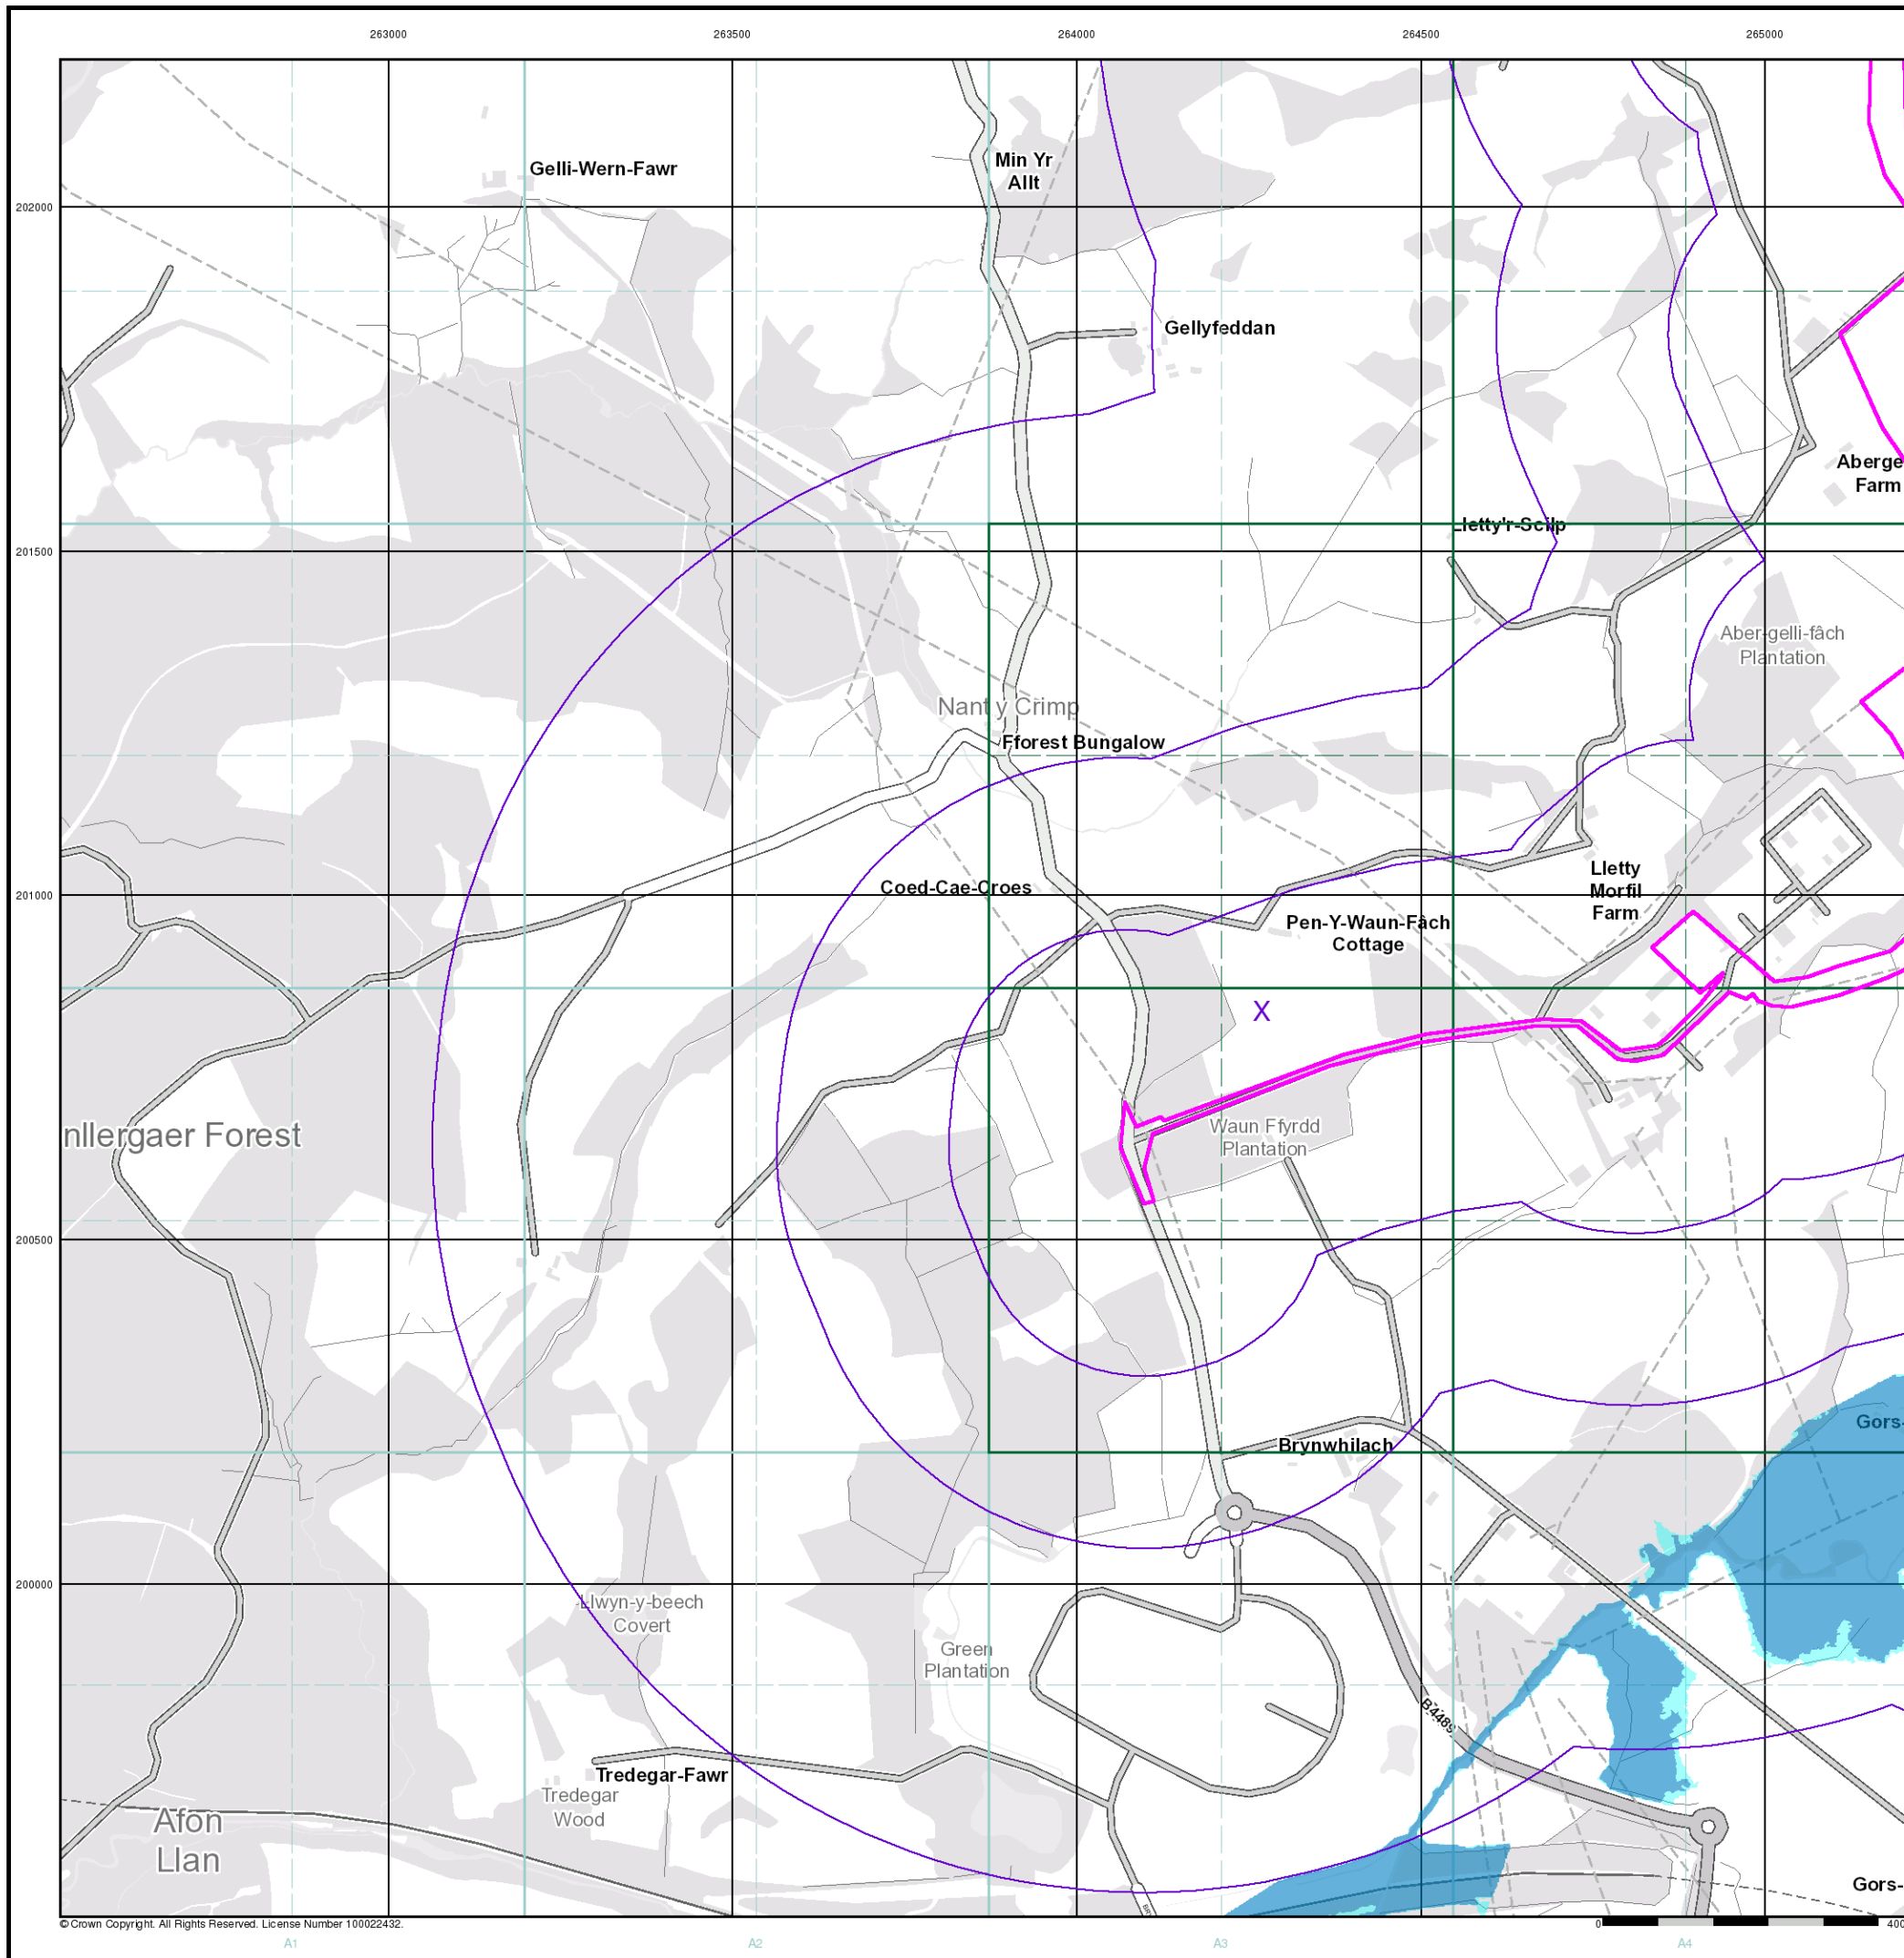 263000
263500
264000
264500
265000
Gelli-Wern-Fawr
Min Yr
Allt
202000
Gellyfeddan
Aberge
Farm
Lletty'r-Scilp
201500
Aber-gelli-fâch
Plantation
Nant y Crimp
Fforest Bungalow
Lletty
Morfil
Farm
Coed-Cae-Croes
201000
Pen-Y-Waun-Fâch
Cottage
X
nllergaer Forest
Waun Ffyrdd
Plantation
200500
Gors-
Brynwhilach
200000
Llwyn-y-beech
Covert
Green
Plantation
B4489
Tredegar-Fawr
Tredegar
Wood
Afon
Llan
Gors-
© Crown Copyright. All Rights Reserved. License Number 100022432.
0
400
A1
A2
A3
A4